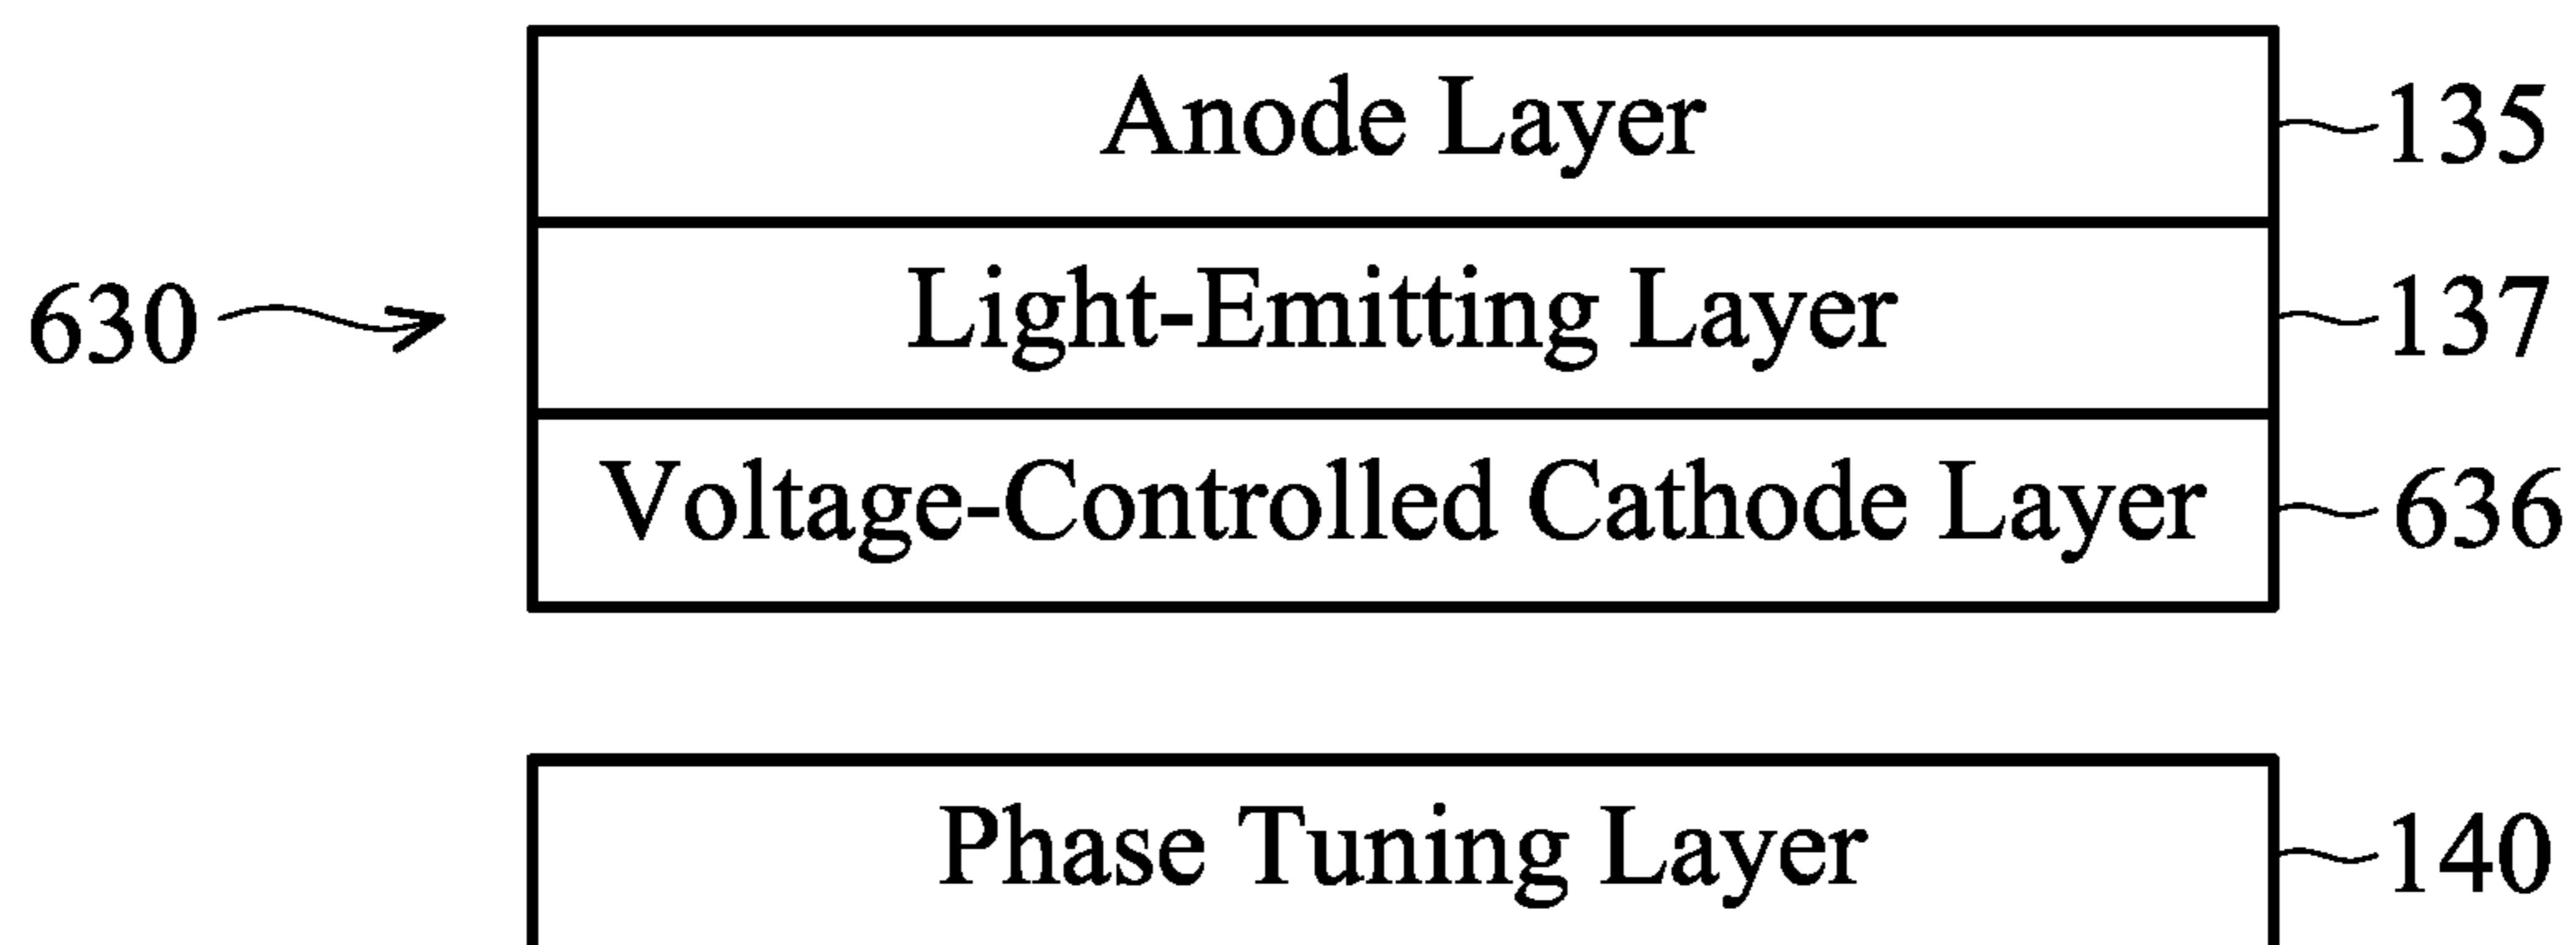 Anode Layer 135
630 Light-Emitting Layer 137
Voltage-Controlled Cathode Layer 636
Phase Tuning Layer 140